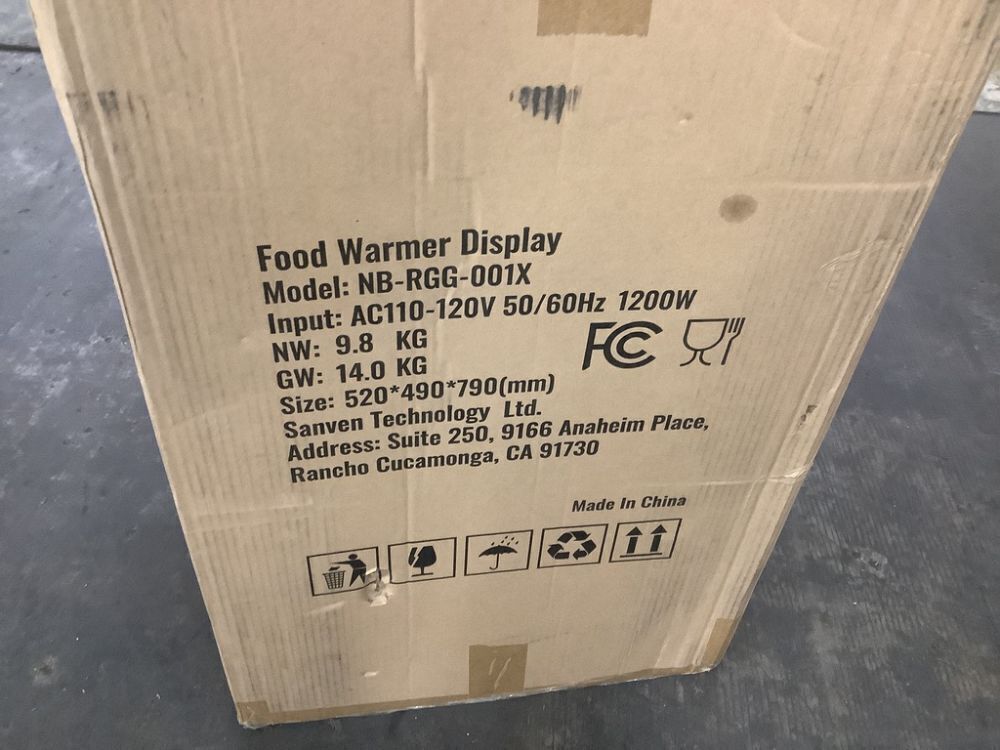 Food Warmer Display
Model: NB-RGG-001X
Input: AC110-120V 50/60Hz 1200W
NW: 9.8 KG
GW: 14.0 KG
FC
Size: 520*490*790(mm)
Sanven Technology Ltd.
Address: Suite 250, 9166 Anaheim Place,
Rancho Cucamonga, CA 91730
Made In China